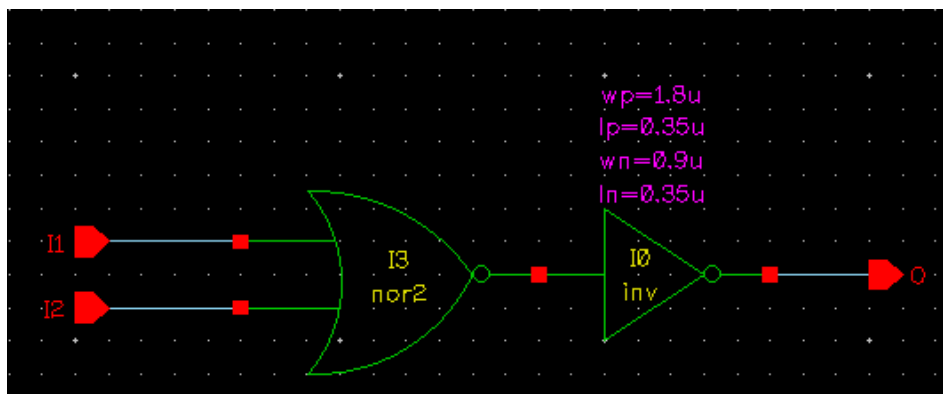 wp=1.8u
lp=0.35u
wn=0.9u
ln=0.35u
I1
I3
I0
O
nor2
inv
I2